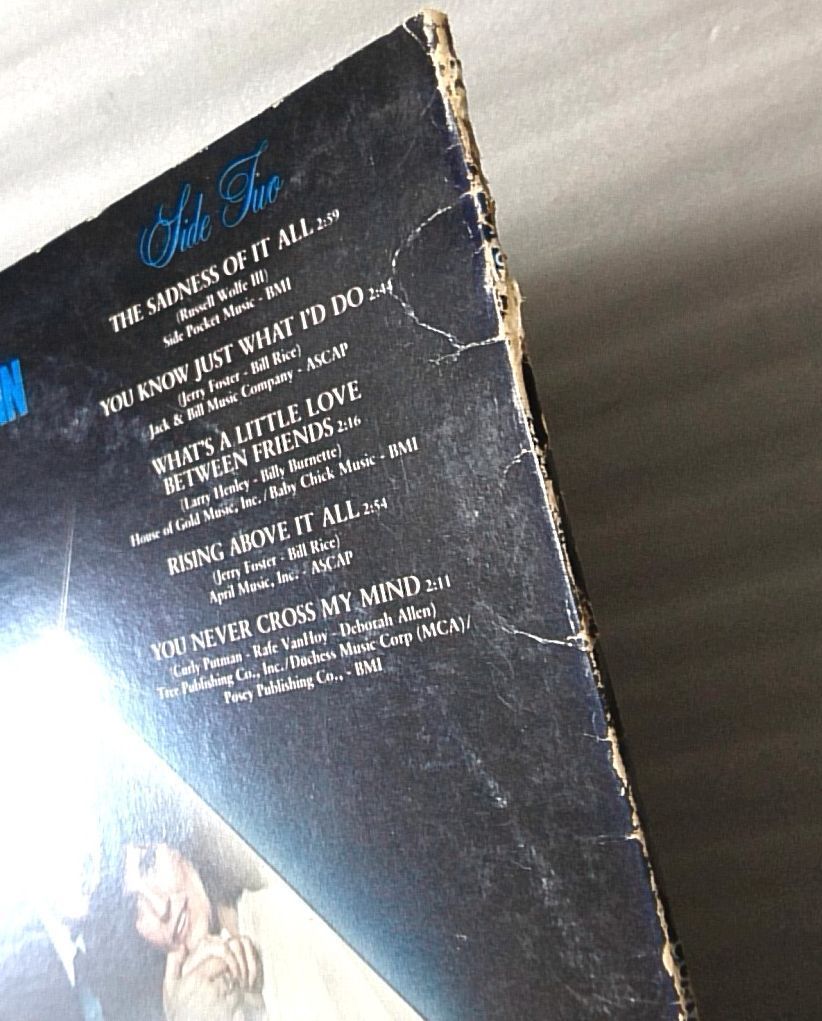 Side Two
THE SADNESS OF IT ALL 2:59
(Russell Wolfe III)
Side Pocket Music - BMI
YOU KNOW JUST WHAT I'D DO 2:44
(Jerry Foster - Bill Rice)
Jack & Bill Music Company - ASCAP
WHAT'S A LITTLE LOVE
BETWEEN FRIENDS 2:16
(Larry Henley - Billy Burnette)
House of Gold Music, Inc./Baby Chick Music - BMI
RISING ABOVE IT ALL 2:54
(Jerry Foster - Bill Rice)
April Music, Inc. - ASCAP
YOU NEVER CROSS MY MIND 2:11
(Curly Putman - Rafe VanHoy - Deborah Allen)
Tree Publishing Co., Inc./Duchess Music Corp (MCA)/
Posey Publishing Co., - BMI
N